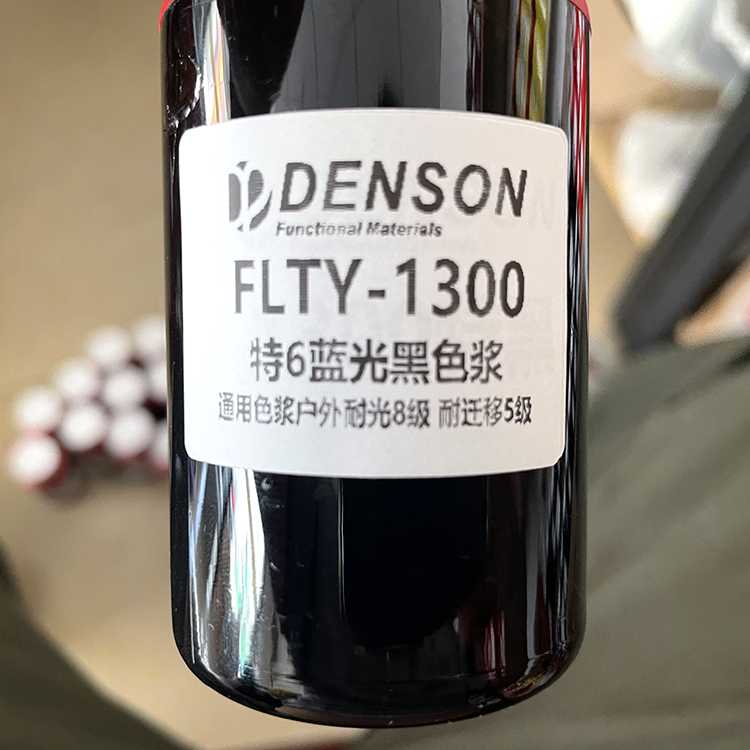 DENSON
Functional Materials
FLTY-1300
特6蓝光黑色浆
通用色浆户外耐光8级 耐迁移5级